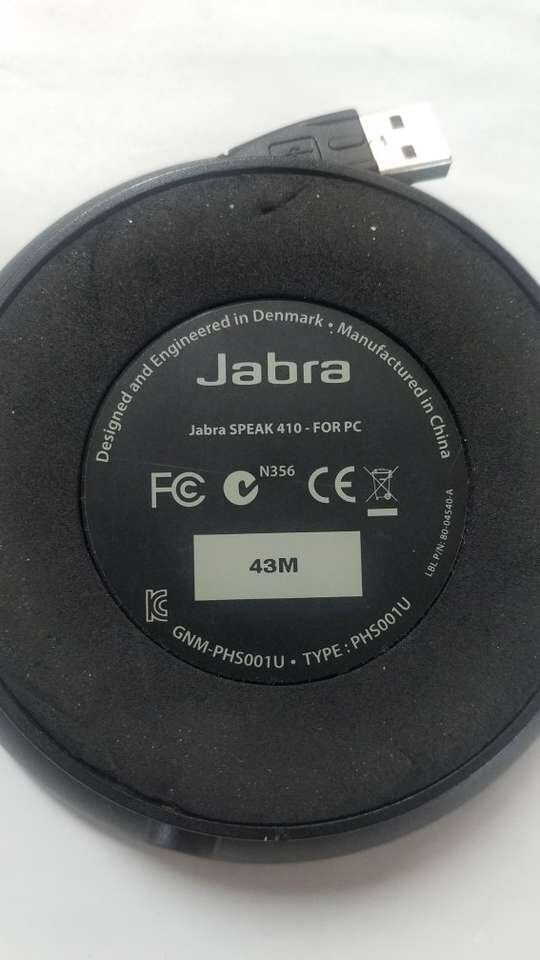 Designed and Engineered in Denmark • Manufactured in China
Jabra
Jabra SPEAK 410 - FOR PC
FC N356 CE
LBL P/N: 80-04540-A
43M
GNM-PHS001U • TYPE : PHS001U